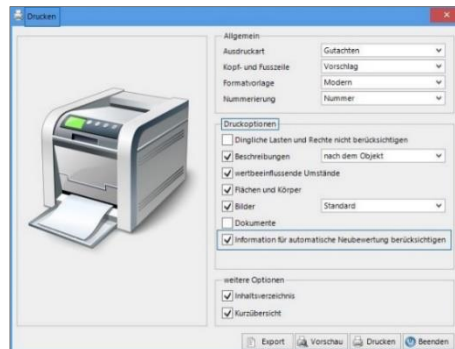 Drucken
Allgemein
Ausdruckart Gutachten
Kopf- und Fusszeile Vorschlag
Formatvorlage Modern
Nummerierung Nummer
Druckoptionen
Dingliche Lasten und Rechte nicht berücksichtigen
Beschreibungen nach dem Objekt
wertbeeinflussende Umstände
Flächen und Körper
Bilder Standard
Dokumente
Information für automatische Neubewertung berücksichtigen
weitere Optionen
Inhaltsverzeichnis
Kurzübersicht
Export Vorschau Drucken Beenden